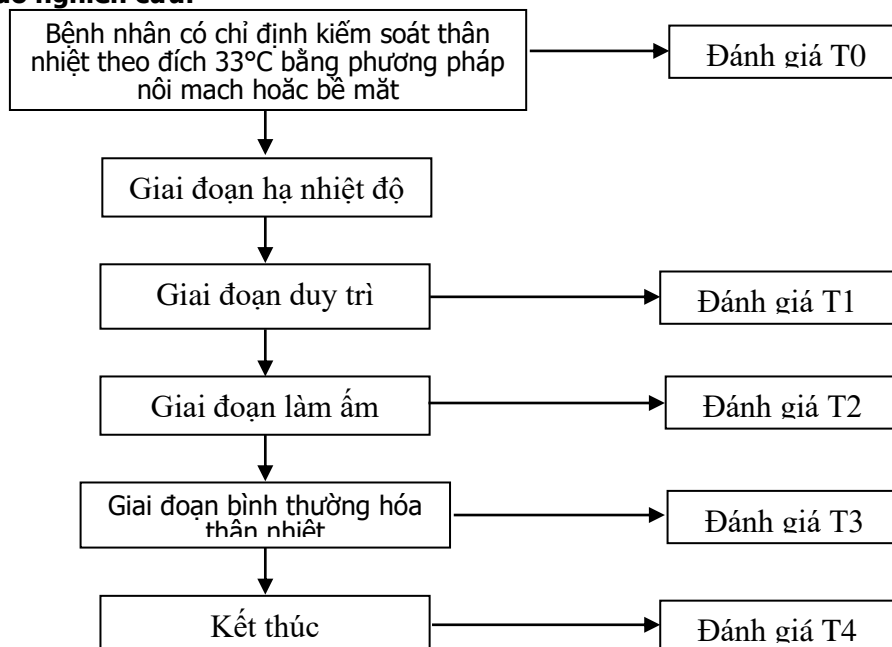 đồ nghiên cứu:
Bệnh nhân có chỉ định kiểm soát thân
nhiệt theo đích 33°C bằng phương pháp
nội mạch hoặc bề mặt
Đánh giá T0
Giai đoạn hạ nhiệt độ
Giai đoạn duy trì
Đánh giá T1
Giai đoạn làm ấm
Đánh giá T2
Giai đoạn bình thường hóa
thân nhiệt
Đánh giá T3
Kết thúc
Đánh giá T4